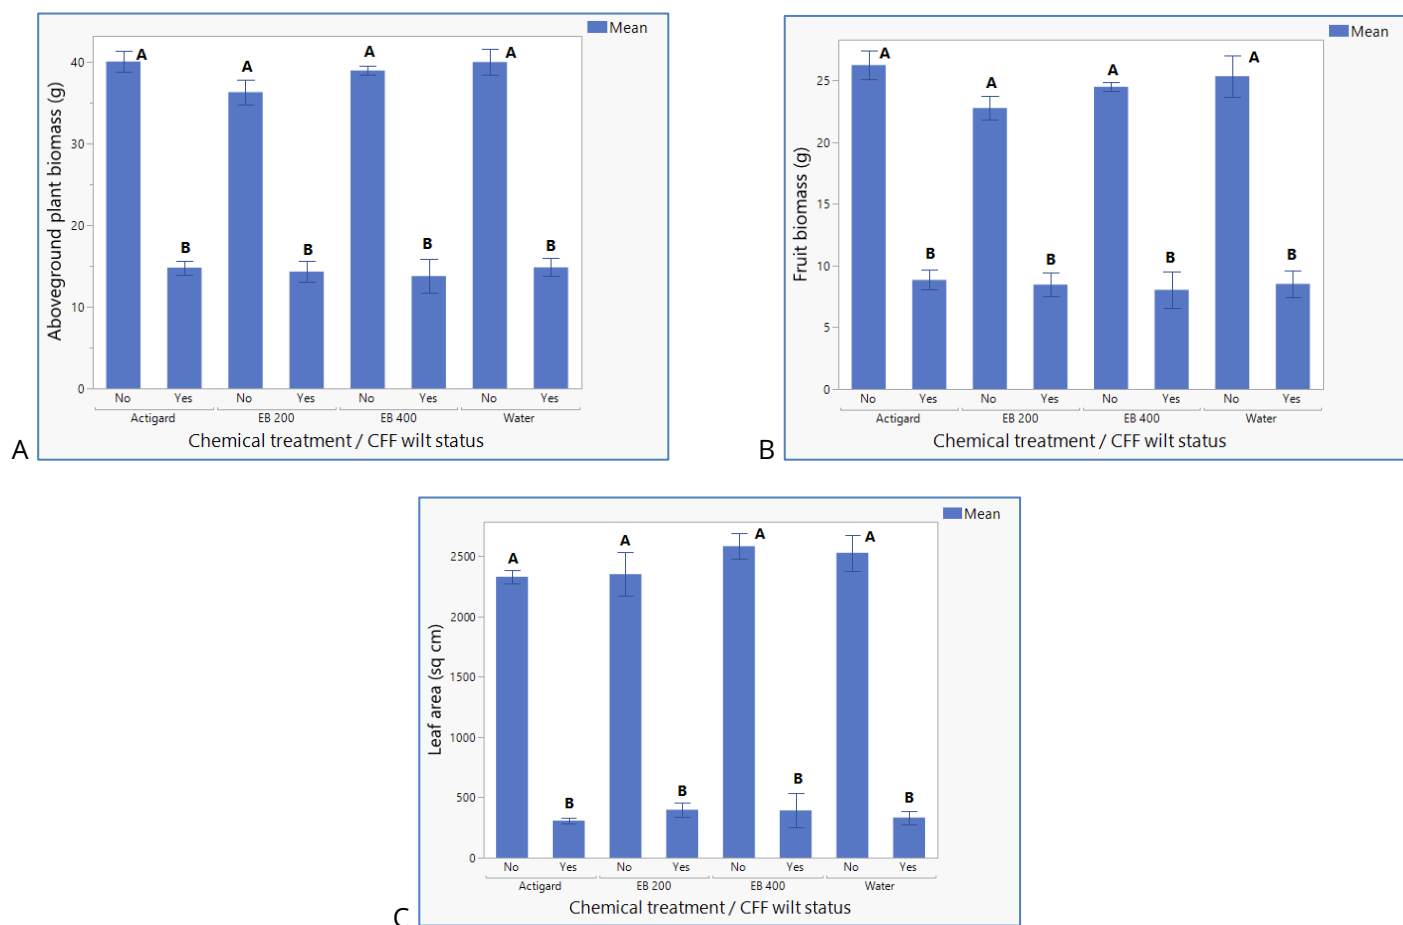 Mean
Aboveground plant biomass (g)
40
30
20
10
0
A
B
A
B
A
B
A
B
No Yes No Yes No Yes No Yes
Actigard EB 200 EB 400 Water
Chemical treatment / CFF wilt status
A
Mean
Fruit biomass (g)
25
20
15
10
5
0
A
B
A
B
A
B
A
B
No Yes No Yes No Yes No Yes
Actigard EB 200 EB 400 Water
Chemical treatment / CFF wilt status
B
Mean
Leaf area (sq cm)
2500
2000
1500
1000
500
0
A
B
A
B
A
B
A
B
No Yes No Yes No Yes No Yes
Actigard EB 200 EB 400 Water
Chemical treatment / CFF wilt status
C